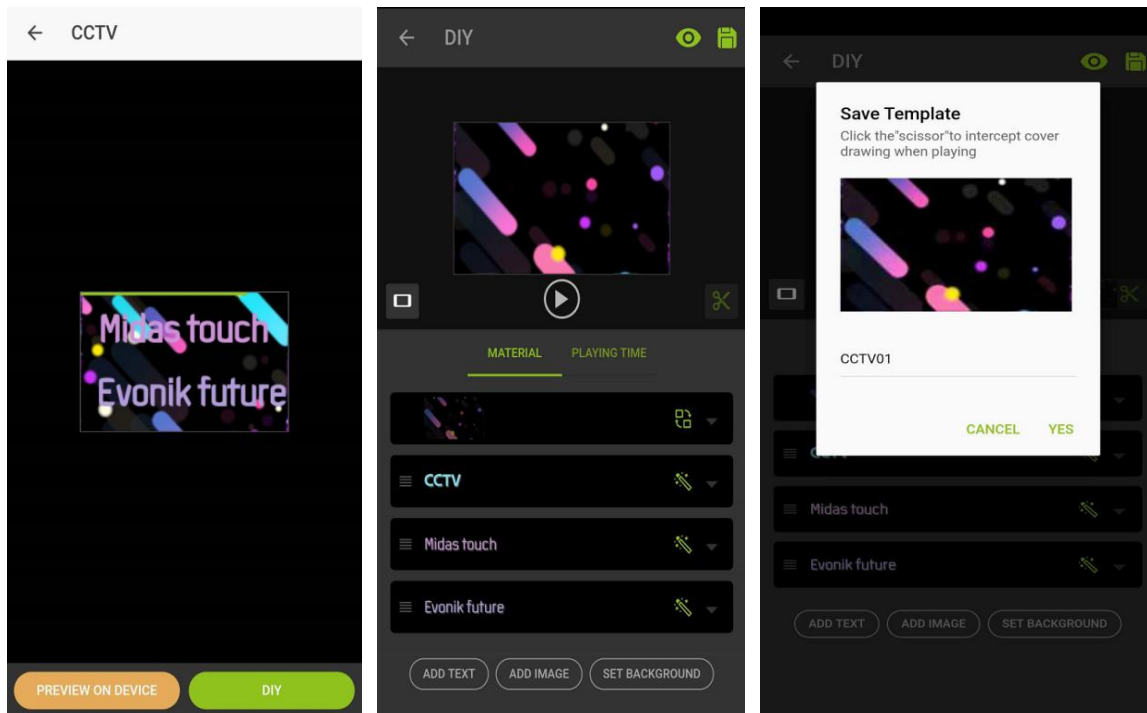 CCTV
Midas touch
Evonik future
PREVIEW ON DEVICE
DIY
DIY
MATERIAL
PLAYING TIME
CCTV
Midas touch
Evonik future
ADD TEXT
ADD IMAGE
SET BACKGROUND
DIY
Save Template
Click the"scissor"to intercept cover
drawing when playing
CCTV01
CANCEL
YES
Midas touch
Evonik future
ADD TEXT
ADD IMAGE
SET BACKGROUND